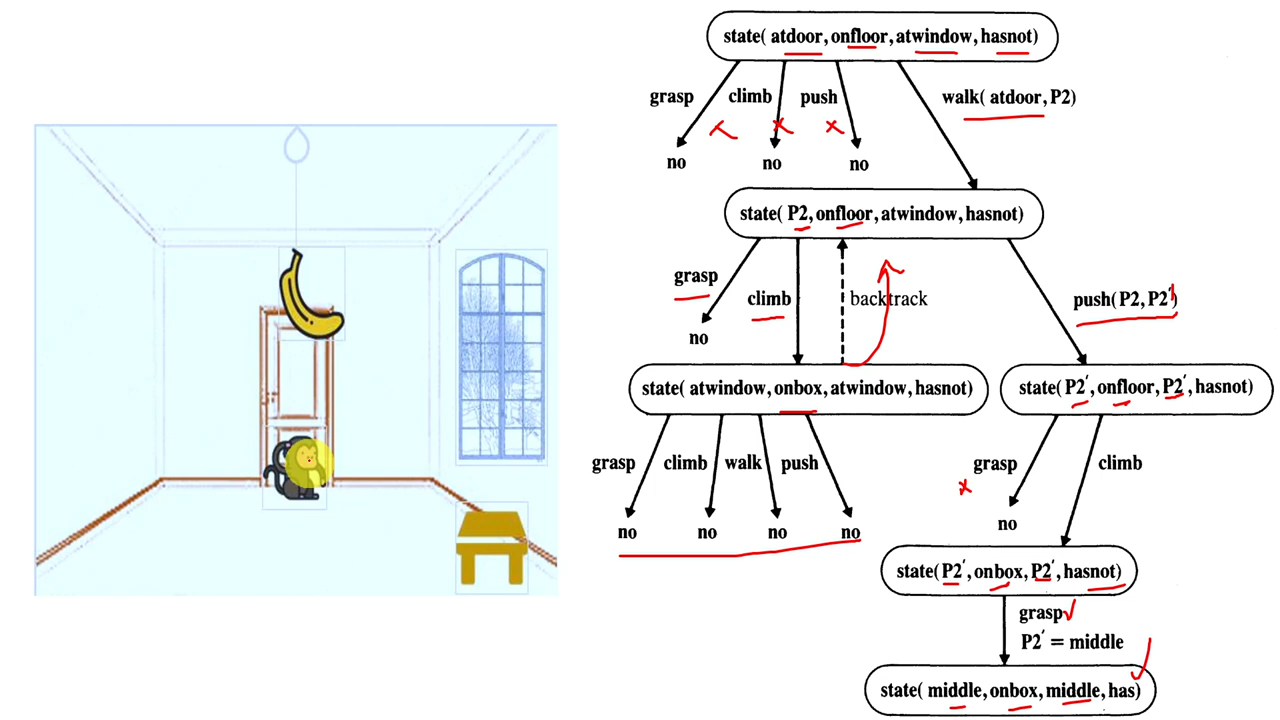 state( atdoor, onfloor, atwindow, hasnot)
grasp
climb
push
walk( atdoor, P2)
no
no
no
state( P2, onfloor, atwindow, hasnot)
grasp
climb
backtrack
push(P2, P2')
no
state( atwindow, onbox, atwindow, hasnot)
state( P2', onfloor, P2', hasnot)
grasp
climb
walk
push
grasp
climb
no
no
no
no
no
state( P2', onbox, P2', hasnot)
grasp
P2' = middle
state( middle, onbox, middle, has)